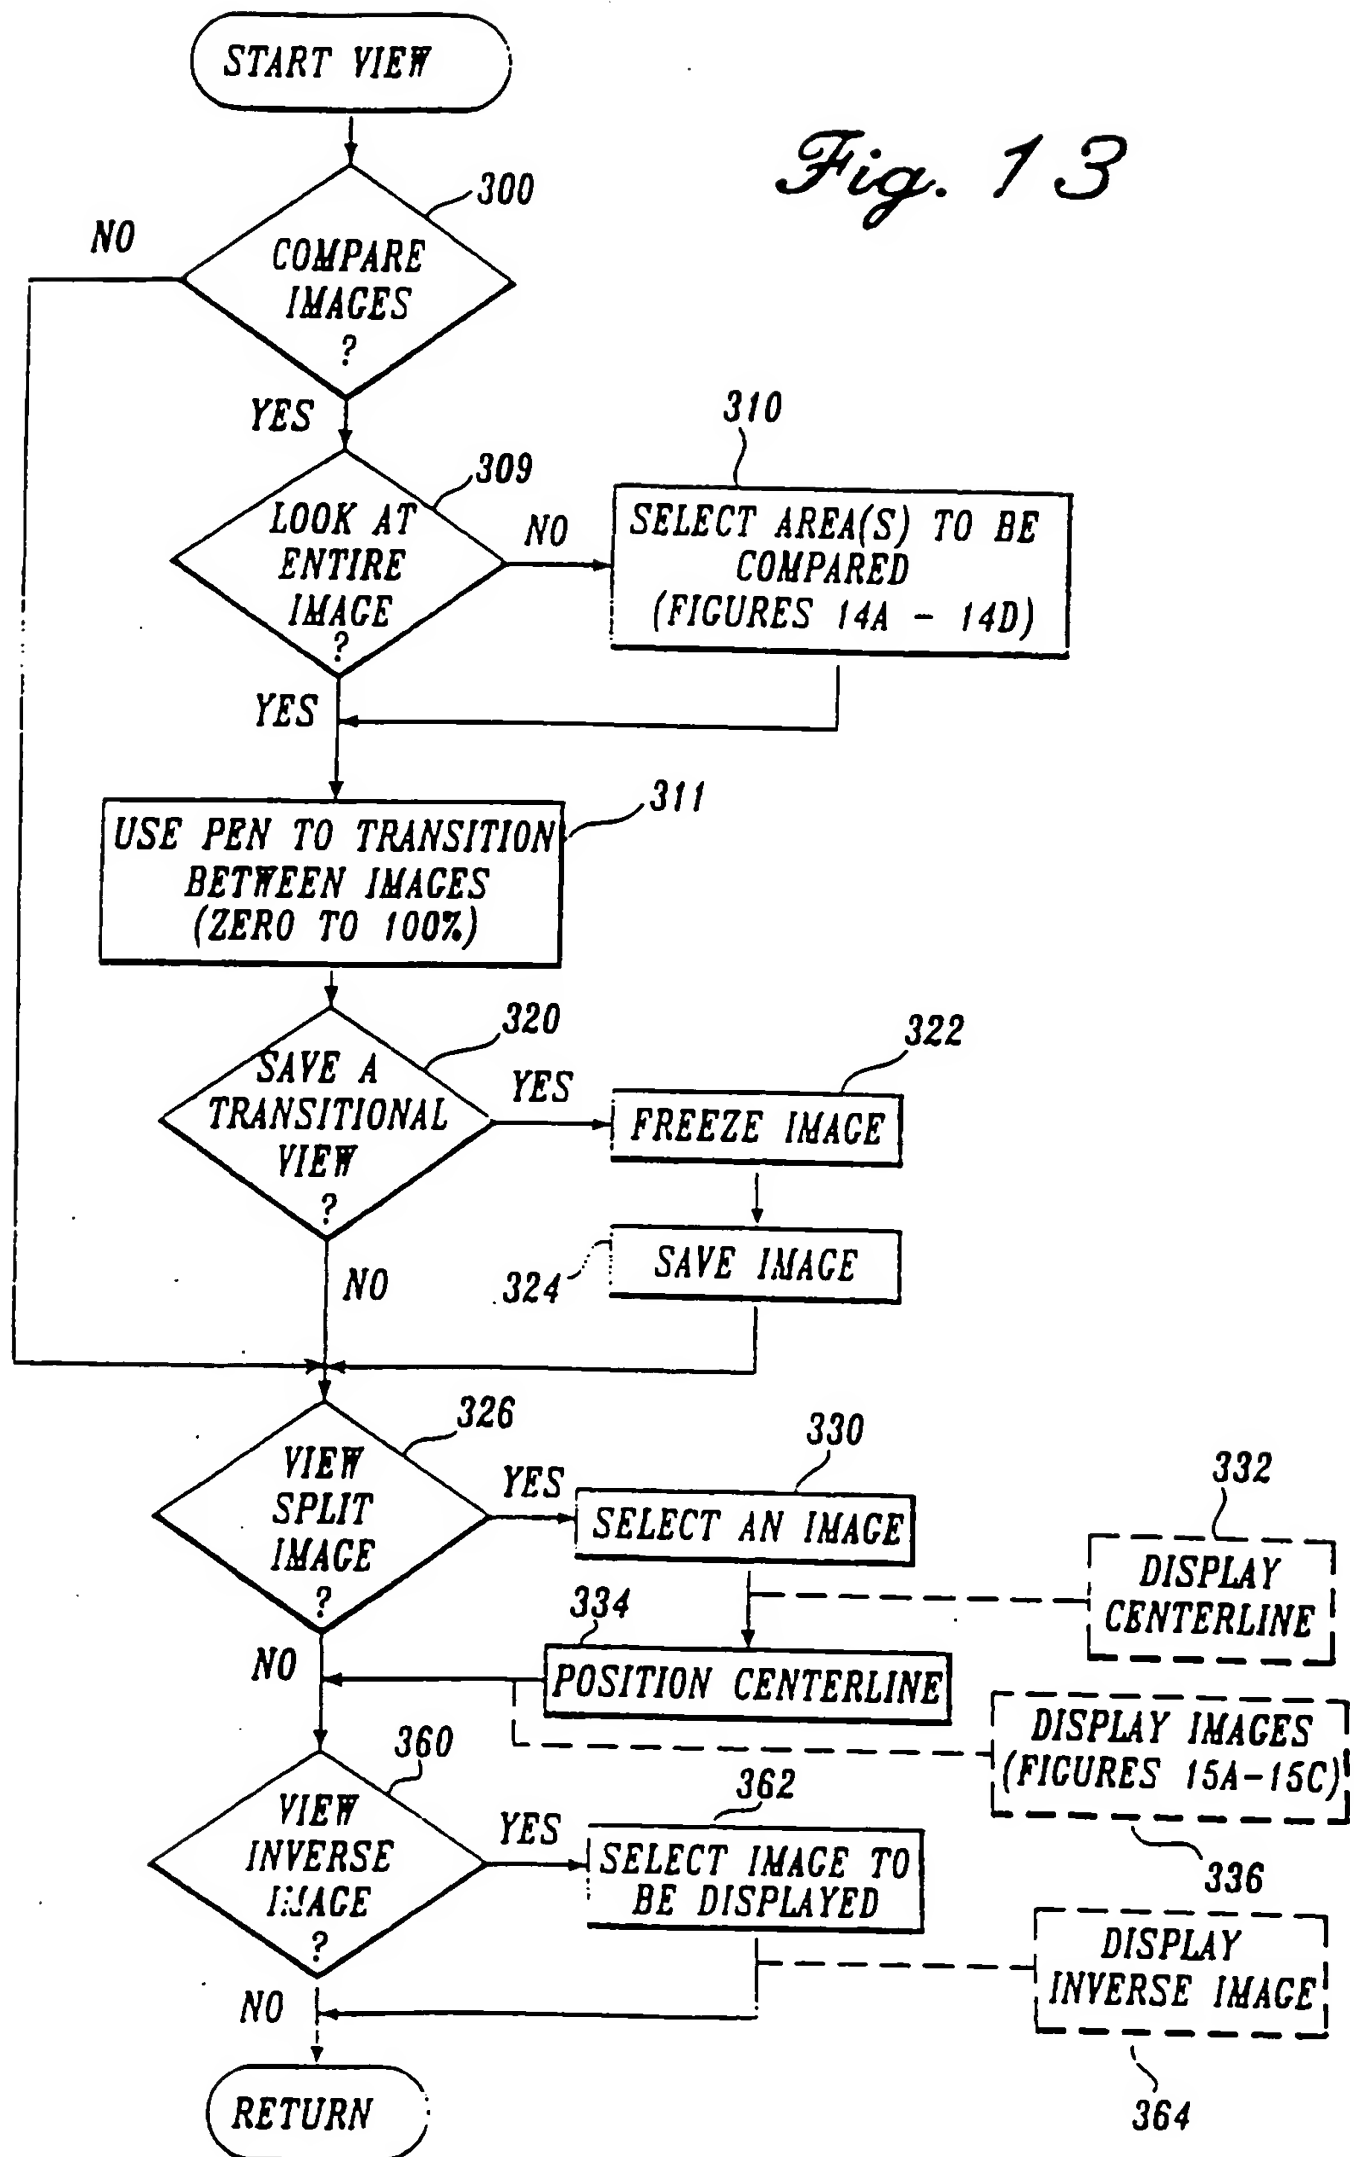 START VIEW
Fig. 13
300
NO
COMPARE
IMAGES
?
YES
309
310
LOOK AT
ENTIRE
IMAGE
?
NO
SELECT AREA(S) TO BE
COMPARED
(FIGURES 14A - 14D)
YES
311
USE PEN TO TRANSITION
BETWEEN IMAGES
(ZERO TO 100%)
320
322
SAVE A
TRANSITIONAL
VIEW
?
YES
FREEZE IMAGE
324
SAVE IMAGE
NO
326
330
332
VIEW
SPLIT
IMAGE
?
YES
SELECT AN IMAGE
DISPLAY
CENTERLINE
334
NO
POSITION CENTERLINE
DISPLAY IMAGES
(FIGURES 15A-15C)
336
360
362
VIEW
INVERSE
IMAGE
?
YES
SELECT IMAGE TO
BE DISPLAYED
DISPLAY
INVERSE IMAGE
364
NO
RETURN